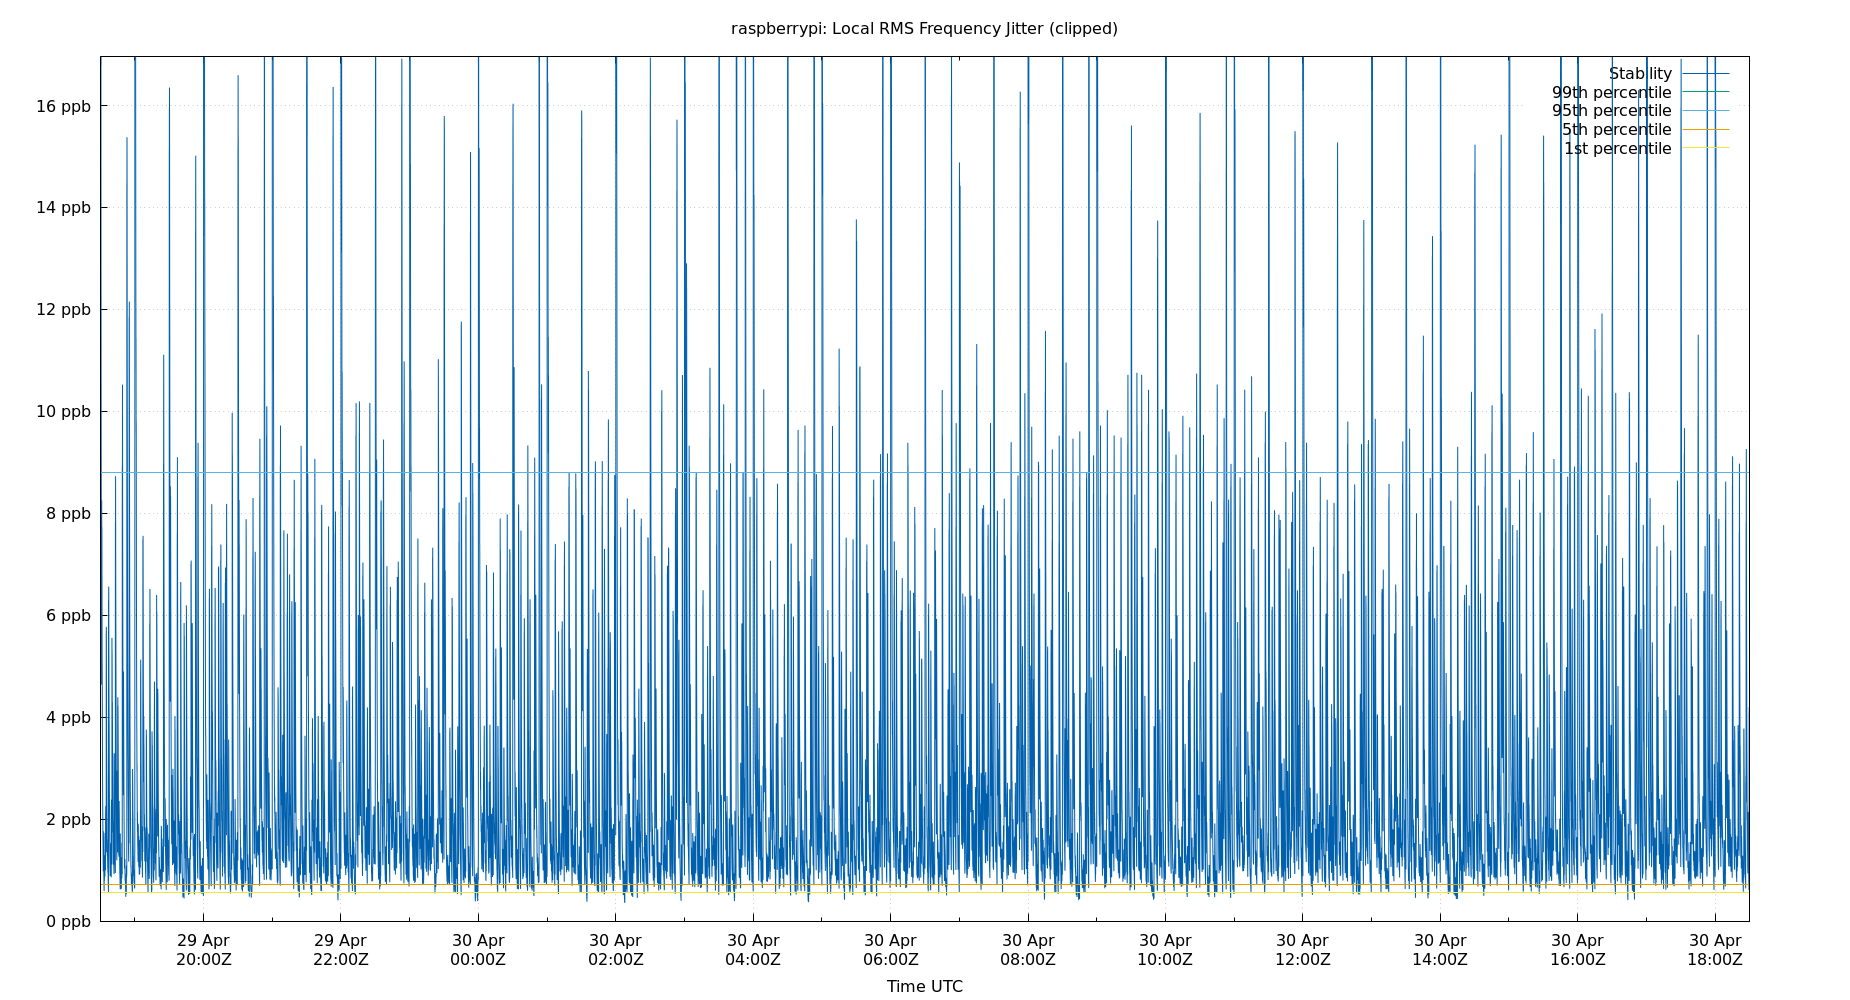 raspberrypi: Local RMS Frequency Jitter (clipped)
Stability
99th percentile
95th percentile
5th percentile
1st percentile
16 ppb
14 ppb
12 ppb
10 ppb
8 ppb
6 ppb
4 ppb
2 ppb
0 ppb
29 Apr 29 Apr 30 Apr 30 Apr 30 Apr 30 Apr 30 Apr 30 Apr 30 Apr 30 Apr 30 Apr 30 Apr
20:00Z 22:00Z 00:00Z 02:00Z 04:00Z 06:00Z 08:00Z 10:00Z 12:00Z 14:00Z 16:00Z 18:00Z
Time UTC